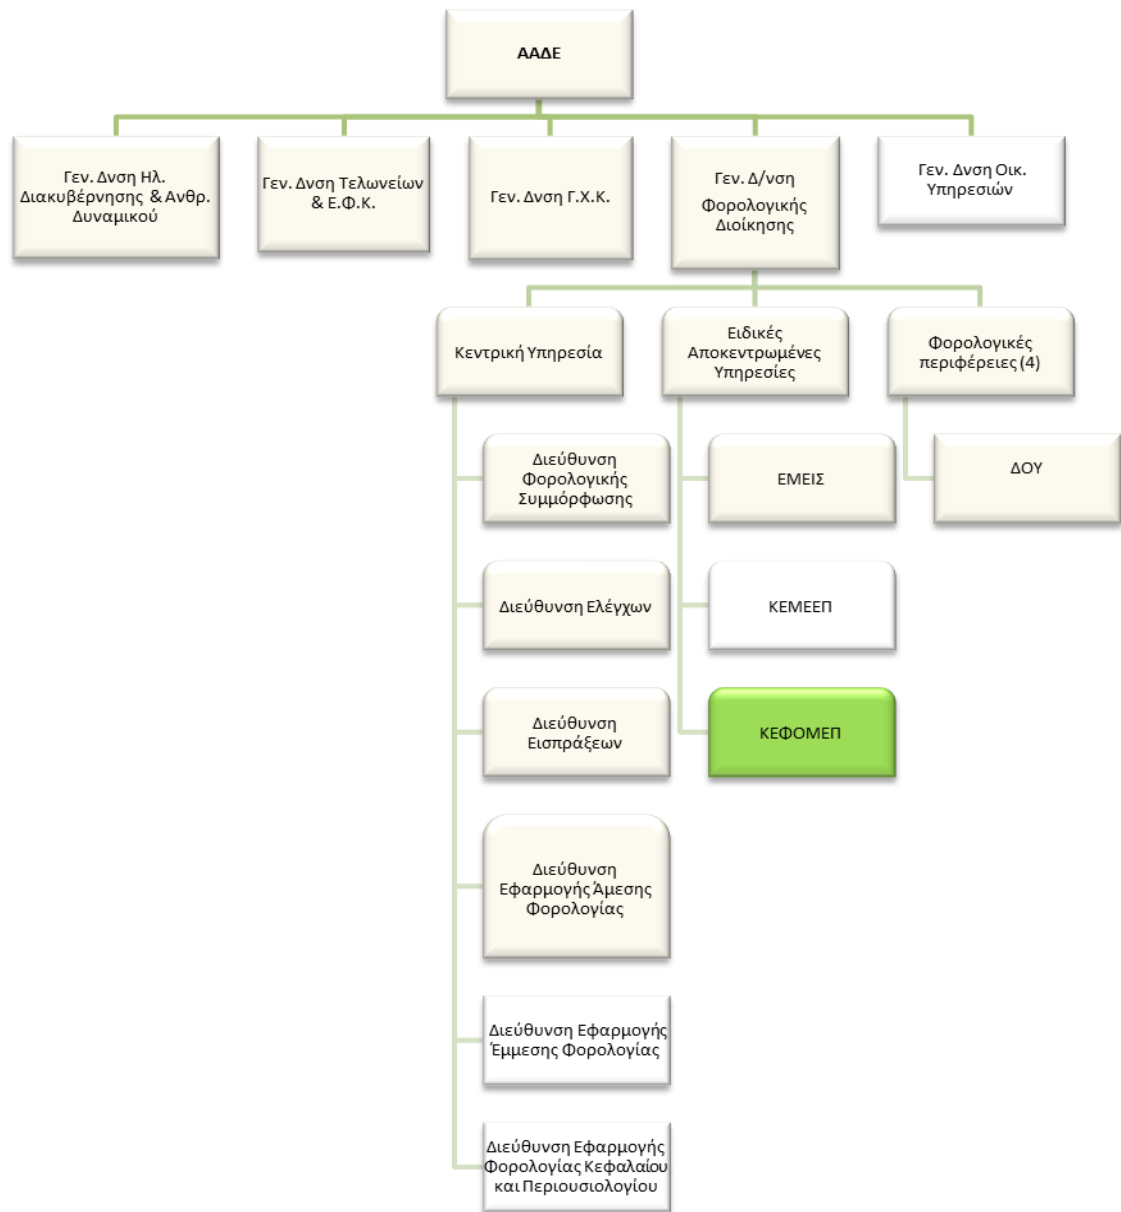 ΑΑΔΕ
Γεν. Δνση Ηλ.
Διακυβέρνησης & Ανθρ.
Δυναμικού
Γεν. Δνση Τελωνείων
& Ε.Φ.Κ.
Γεν. Δνση Γ.Χ.Κ.
Γεν. Δ/νση
Φορολογικής
Διοίκησης
Γεν. Δνση Οικ.
Υπηρεσιών
Κεντρική Υπηρεσία
Ειδικές
Αποκεντρωμένες
Υπηρεσίες
Φορολογικές
περιφέρειες (4)
Διεύθυνση
Φορολογικής
Συμμόρφωσης
ΕΜΕΙΣ
ΔΟΥ
Διεύθυνση Ελέγχων
ΚΕΜΕΕΠ
Διεύθυνση
Εισπράξεων
ΚΕΦΟΜΕΠ
Διεύθυνση
Εφαρμογής Άμεσης
Φορολογίας
Διεύθυνση Εφαρμογής
Έμμεσης Φορολογίας
Διεύθυνση Εφαρμογής
Φορολογίας Κεφαλαίου
και Περιουσιολογίου